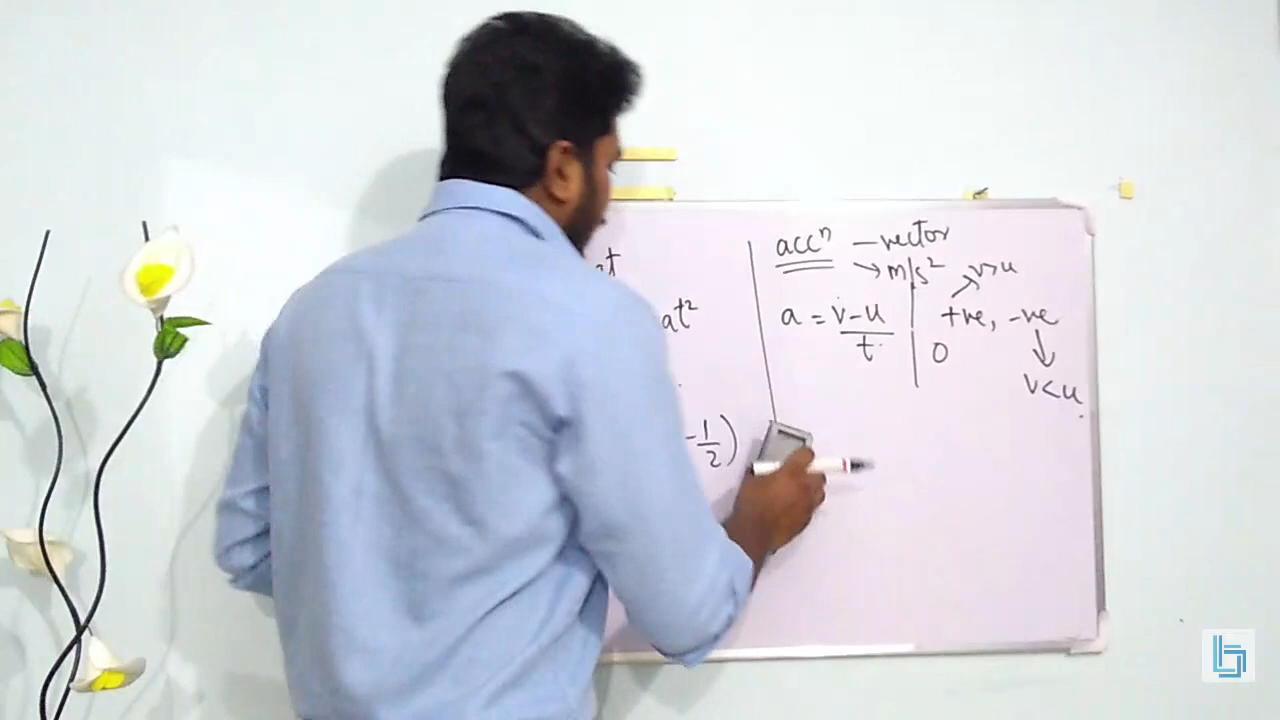 at
at²
-1/2)
accⁿ – vector
→ m/s²
v>u
a = v-u/t
+ve, -ve
0
v<u